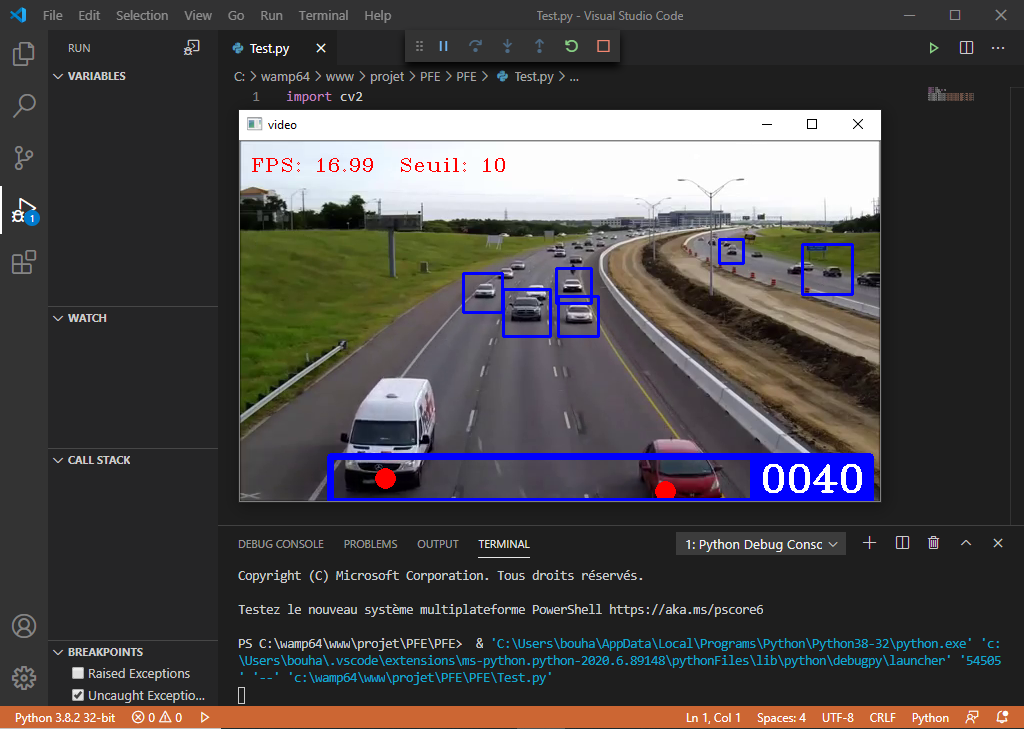 File Edit Selection View Go Run Terminal Help Test.py - Visual Studio Code
RUN
Test.py
VARIABLES
C: > wamp64 > www > projet > PFE > PFE > Test.py > ...
1 import cv2
video
FPS: 16.99 Seuil: 10
1
WATCH
CALL STACK
0040
DEBUG CONSOLE PROBLEMS OUTPUT TERMINAL 1: Python Debug Consc
Copyright (C) Microsoft Corporation. Tous droits réservés.
Testez le nouveau système multiplateforme PowerShell https://aka.ms/pscore6
PS C:\wamp64\www\projet\PFE\PFE>  & 'C:\Users\bouha\AppData\Local\Programs\Python\Python38-32\python.exe' 'c:
\Users\bouha\.vscode\extensions\ms-python.python-2020.6.89148\pythonFiles\lib\python\debugpy\launcher' '54505
' '--' 'c:\wamp64\www\projet\PFE\PFE\Test.py'
BREAKPOINTS
Raised Exceptions
Uncaught Exceptio...
Python 3.8.2 32-bit 0 0 Ln 1, Col 1 Spaces: 4 UTF-8 CRLF Python